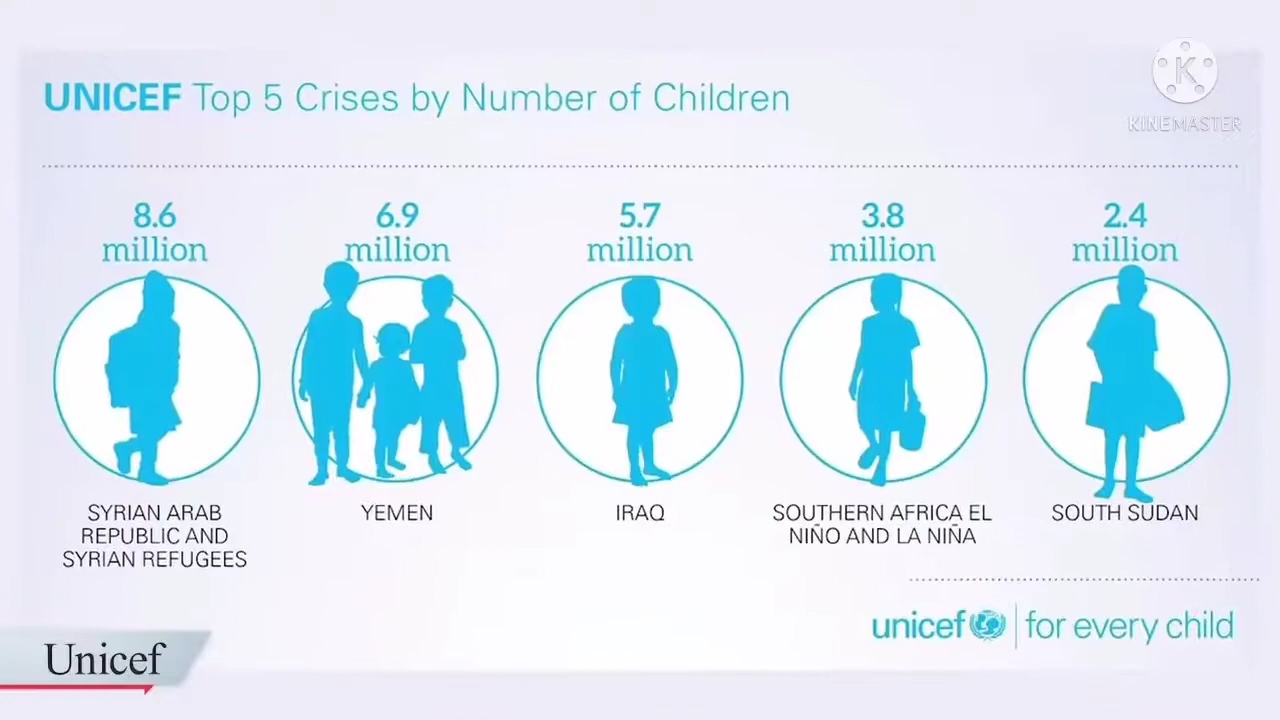 UNICEF Top 5 Crises by Number of Children
KINEMASTER
8.6
million
6.9
million
5.7
million
3.8
million
2.4
million
SYRIAN ARAB
REPUBLIC AND
SYRIAN REFUGEES
YEMEN
IRAQ
SOUTHERN AFRICA EL
NIÑO AND LA NIÑA
SOUTH SUDAN
unicef for every child
Unicef